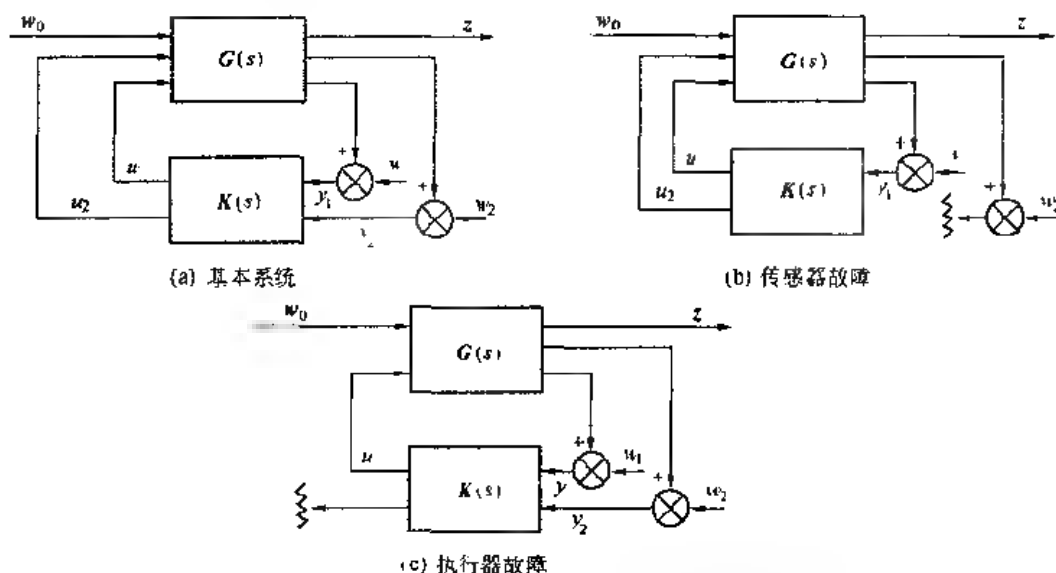 w₀
z
G(s)
+
u
u
+
y₁
K(s)
u₂
w₂
(a) 基本系统
w₀
z
G(s)
+
u
y₁
+
K(s)
u₂
(b) 传感器故障
w₀
z
G(s)
+
u₁
u
+
y
K(s)
w₂
y₂
(c) 执行器故障